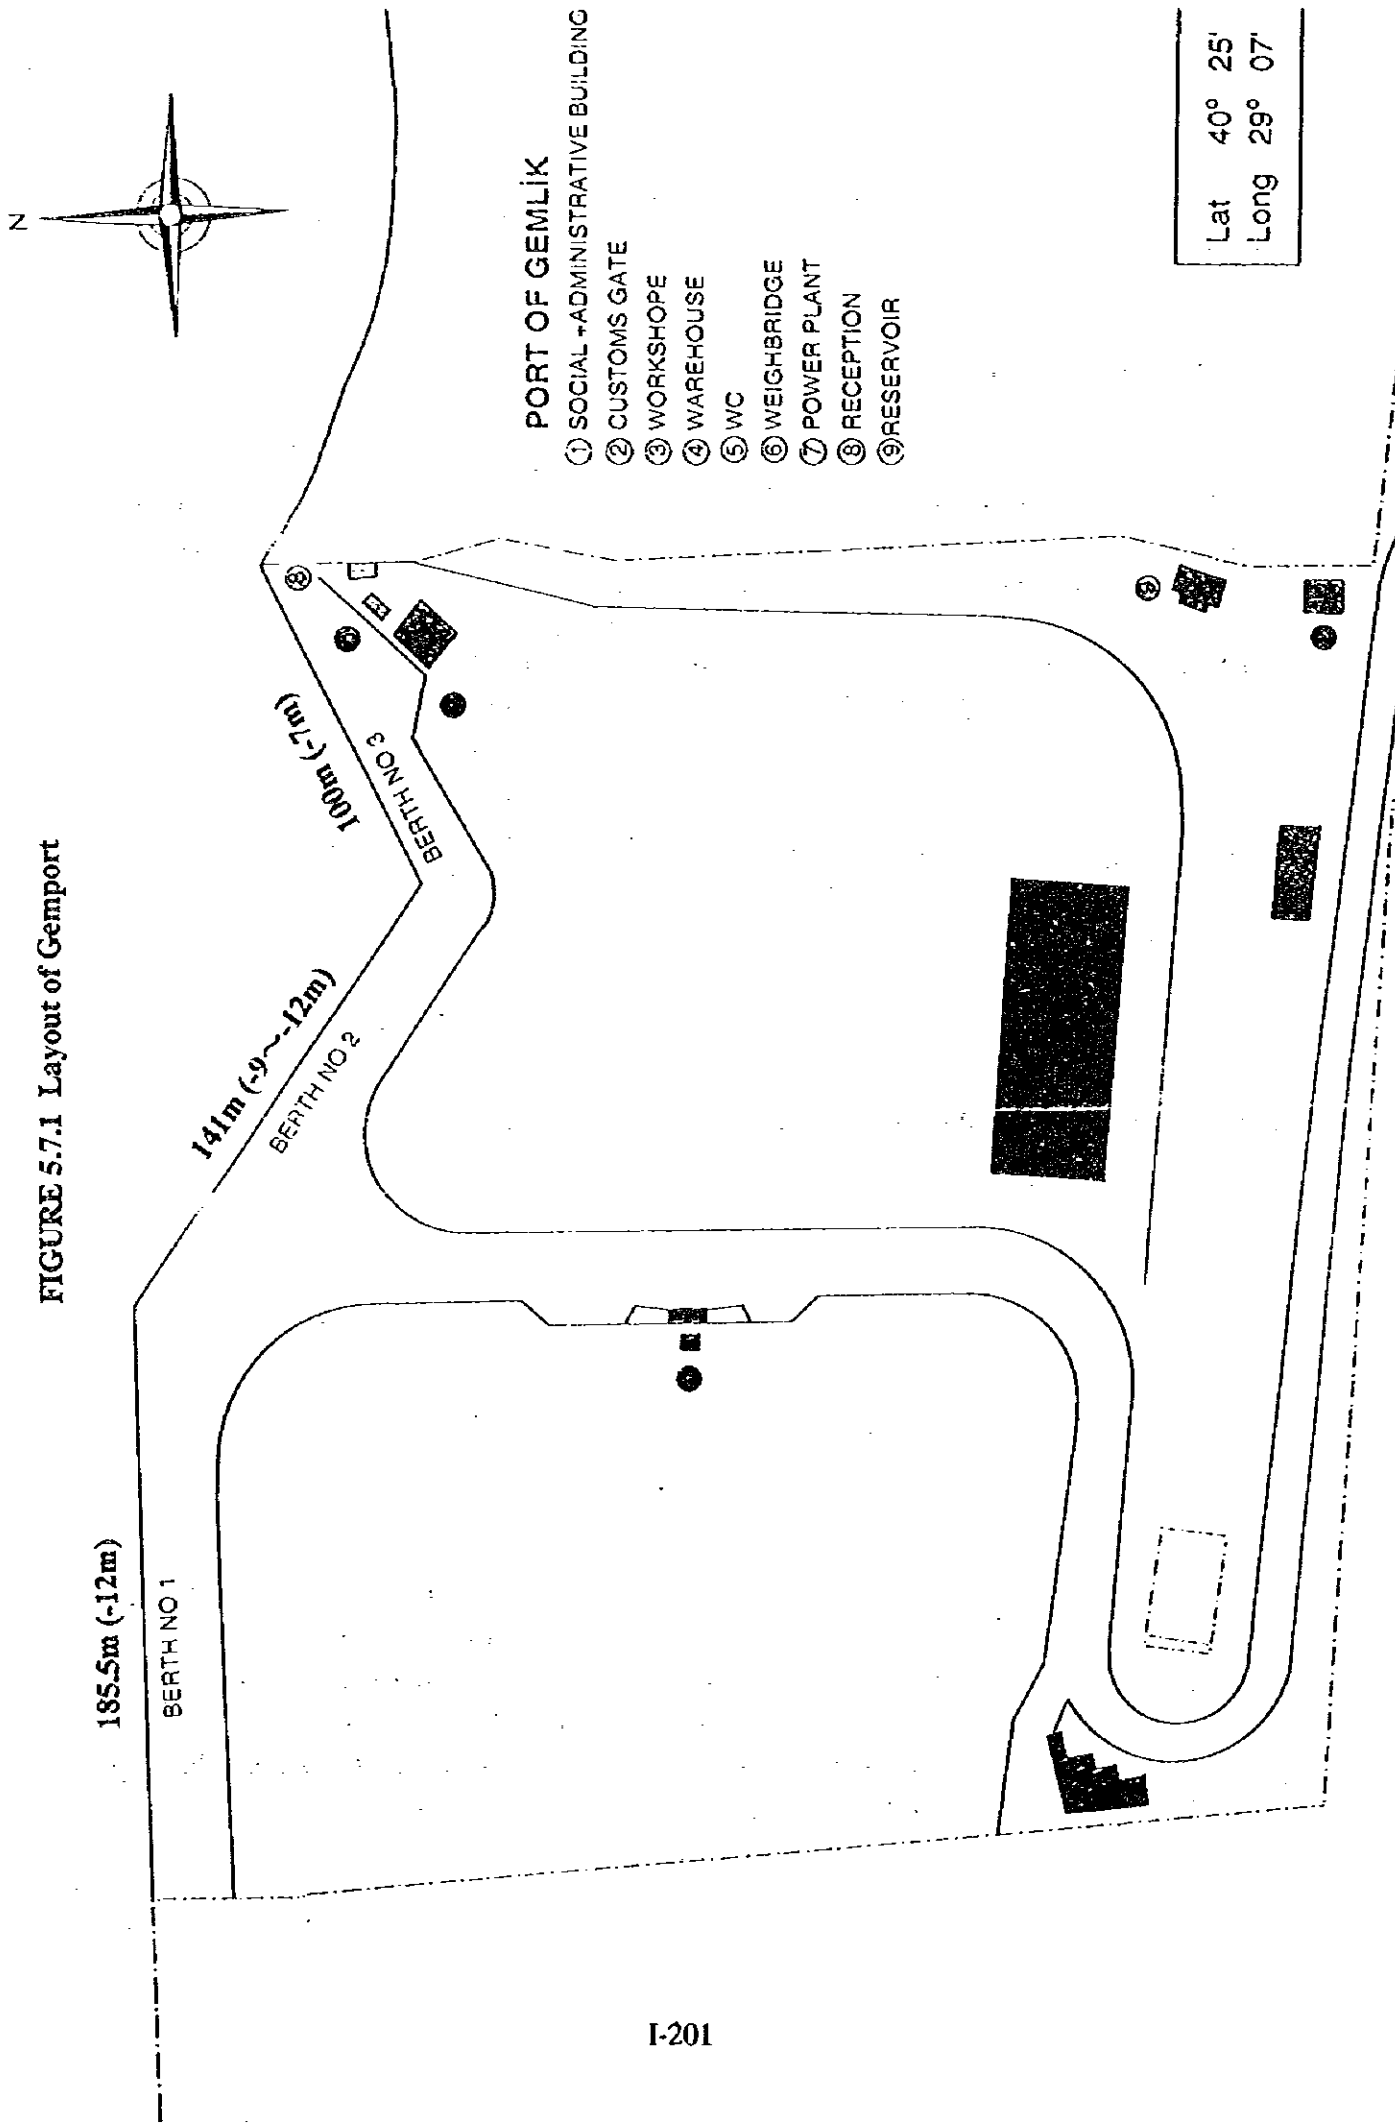 FIGURE 5.7.1 Layout of Gemport
N
185.5m (-12m)
BERTH NO 1
141m (-9~-12m)
BERTH NO 2
100m (-7m)
BERTH NO 3
⑧
⑨
PORT OF GEMLİK
① SOCIAL-ADMINISTRATIVE BUILDING
② CUSTOMS GATE
③ WORKSHOPE
④ WAREHOUSE
⑤ WC
⑥ WEIGHBRIDGE
⑦ POWER PLANT
⑧ RECEPTION
⑨ RESERVOIR
Lat 40° 25'
Long 29° 07'
I-201